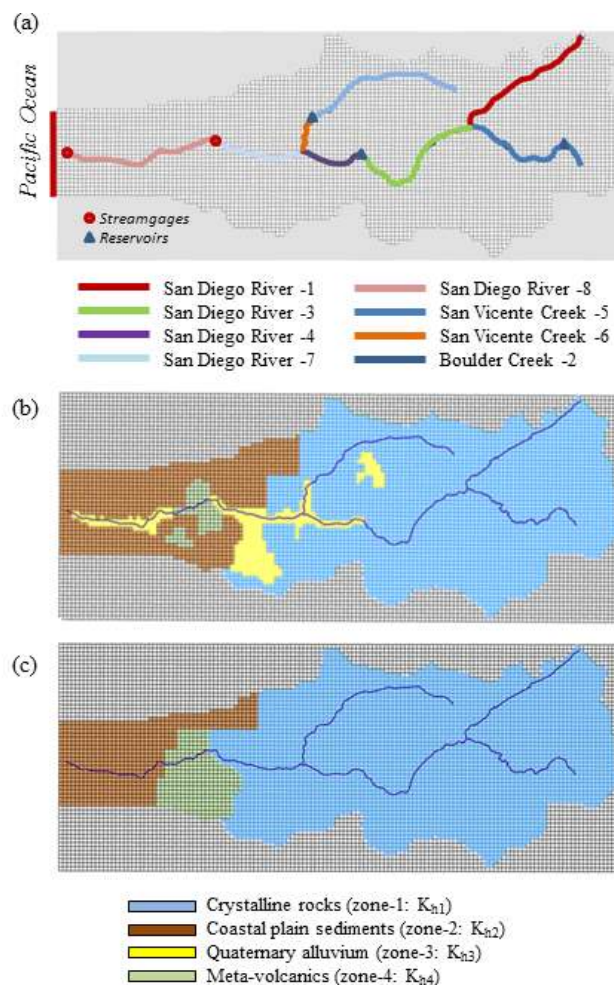 (a)
Pacific Ocean
Streamgages
Reservoirs
San Diego River -1
San Diego River -8
San Diego River -3
San Vicente Creek -5
San Diego River -4
San Vicente Creek -6
San Diego River -7
Boulder Creek -2
(b)
(c)
Crystalline rocks (zone-1: Kh1)
Coastal plain sediments (zone-2: Kh2)
Quaternary alluvium (zone-3: Kh3)
Meta-volcanics (zone-4: Kh4)